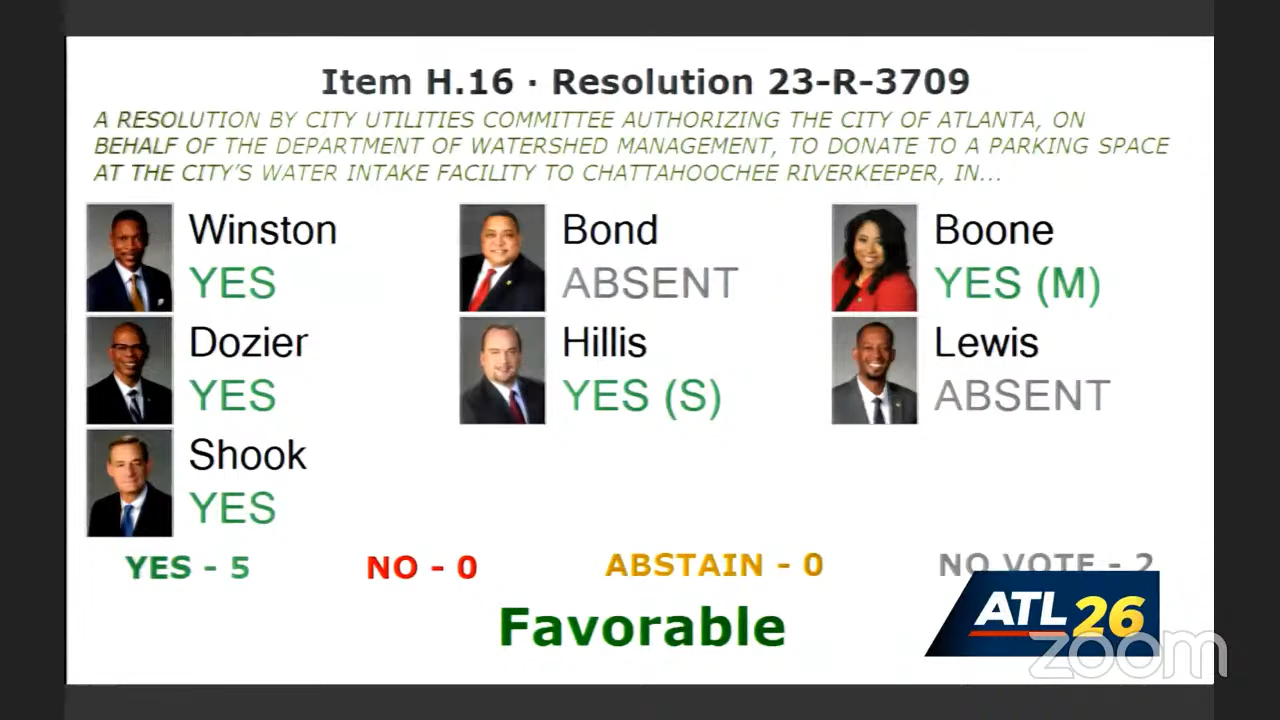 Item H.16 · Resolution 23-R-3709
A RESOLUTION BY CITY UTILITIES COMMITTEE AUTHORIZING THE CITY OF ATLANTA, ON
BEHALF OF THE DEPARTMENT OF WATERSHED MANAGEMENT, TO DONATE TO A PARKING SPACE
AT THE CITY'S WATER INTAKE FACILITY TO CHATTAHOOCHEE RIVERKEEPER, IN...
Winston
YES
Bond
ABSENT
Boone
YES (M)
Dozier
YES
Hillis
YES (S)
Lewis
ABSENT
Shook
YES
YES - 5
NO - 0
ABSTAIN - 0
NO VOTE - 2
Favorable
ATL 26
zoom